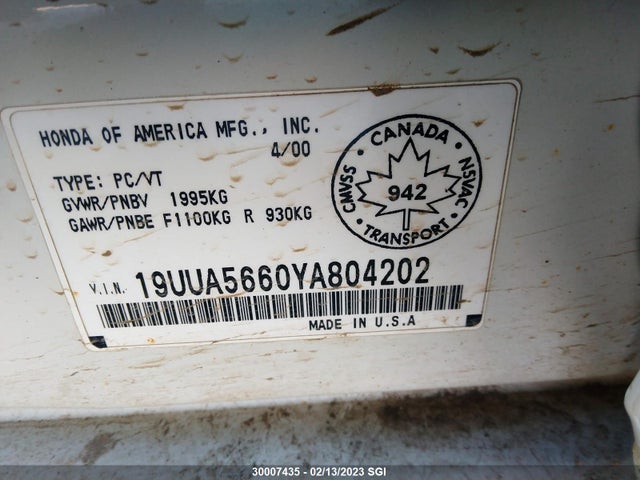 HONDA OF AMERICA MFG., INC.
4/00
TYPE: PC/VT
GVWR/PNBV 1995KG
GAWR/PNBE F1100KG R 930KG
CANADA
CMVSS
942
NSVAC
TRANSPORT
V.I.N. 19UUA5660YA804202
MADE IN U.S.A
30007435 - 02/13/2023 SGI